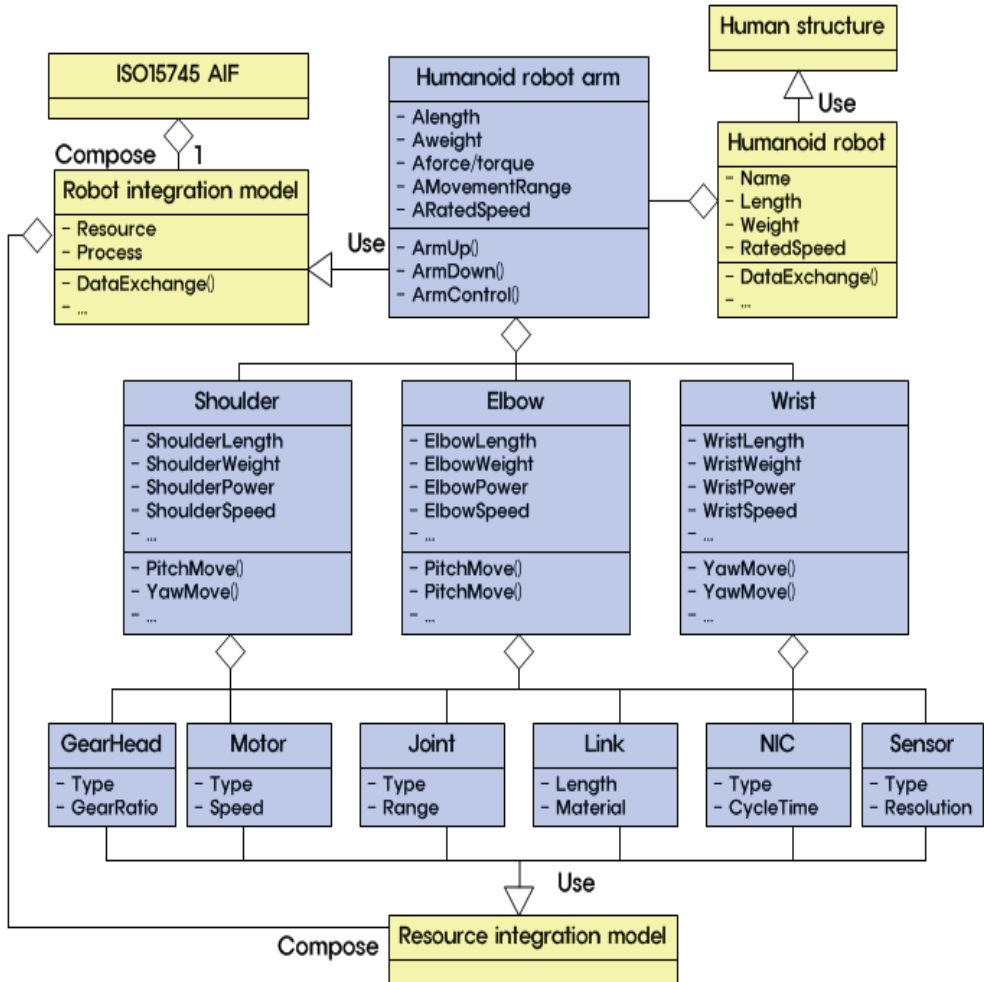 Human structure
ISO15745 AIF
Humanoid robot arm
- Alength
- Aweight
- Aforce/torque
- AMovementRange
- ARatedSpeed
- ArmUp()
- ArmDown()
- ArmControl()
Use
Humanoid robot
- Name
- Length
- Weight
- RatedSpeed
- DataExchange()
- ...
Compose 1
Robot integration model
- Resource
- Process
- DataExchange()
- ...
Use
Shoulder
- ShoulderLength
- ShoulderWeight
- ShoulderPower
- ShoulderSpeed
- ...
- PitchMove()
- YawMove()
- ...
Elbow
- ElbowLength
- ElbowWeight
- ElbowPower
- ElbowSpeed
- ...
- PitchMove()
- PitchMove()
- ...
Wrist
- WristLength
- WristWeight
- WristPower
- WristSpeed
- ...
- YawMove()
- YawMove()
- ...
GearHead
- Type
- GearRatio
Motor
- Type
- Speed
Joint
- Type
- Range
Link
- Length
- Material
NIC
- Type
- CycleTime
Sensor
- Type
- Resolution
Use
Compose
Resource integration model